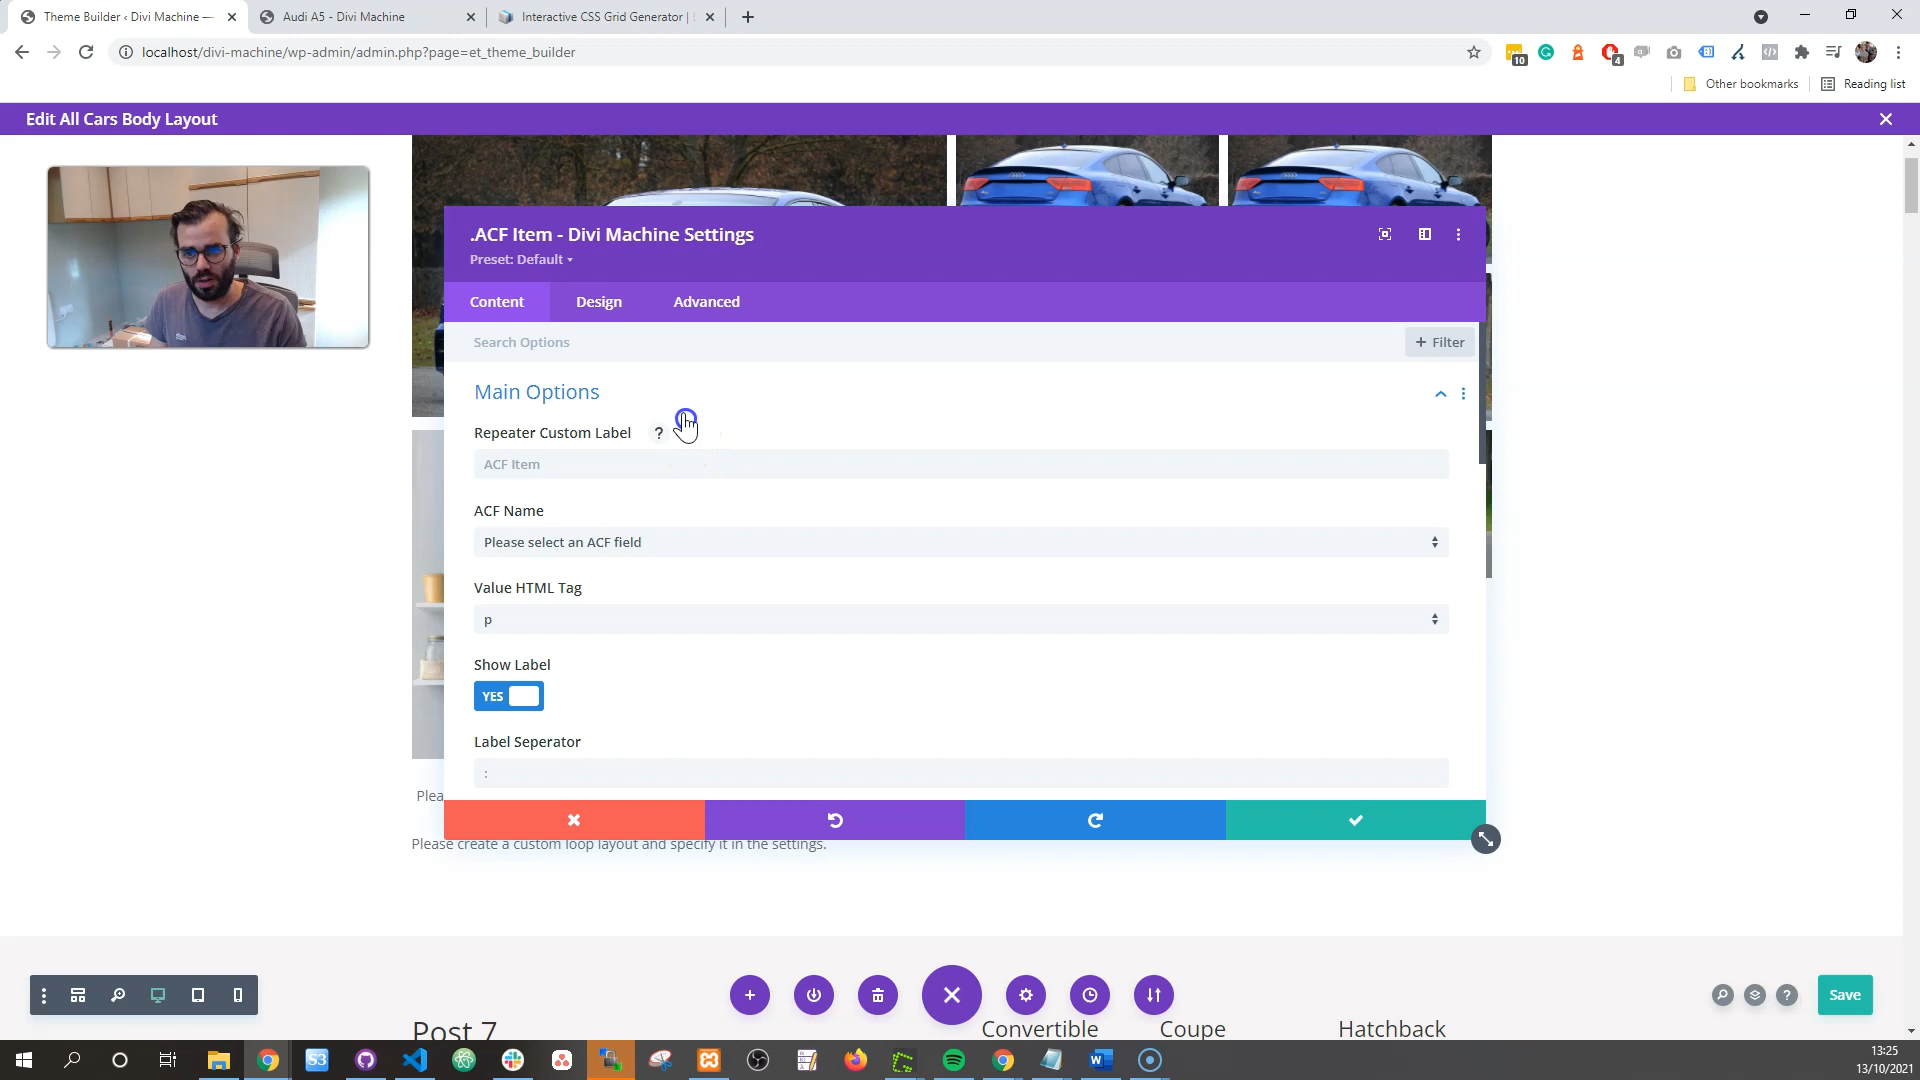 Theme Builder ‹ Divi Machine —
Audi A5 - Divi Machine
Interactive CSS Grid Generator |
localhost/divi-machine/wp-admin/admin.php?page=et_theme_builder
10
4
Other bookmarks
Reading list
Edit All Cars Body Layout
.ACF Item - Divi Machine Settings
Preset: Default
Content
Design
Advanced
Search Options
+ Filter
Main Options
Repeater Custom Label
?
ACF Item
ACF Name
Please select an ACF field
Value HTML Tag
p
Show Label
YES
Label Seperator
:
Plea
Please create a custom loop layout and specify it in the settings.
?
Save
Post 7
Convertible
Coupe
Hatchback
S3
13:25
13/10/2021